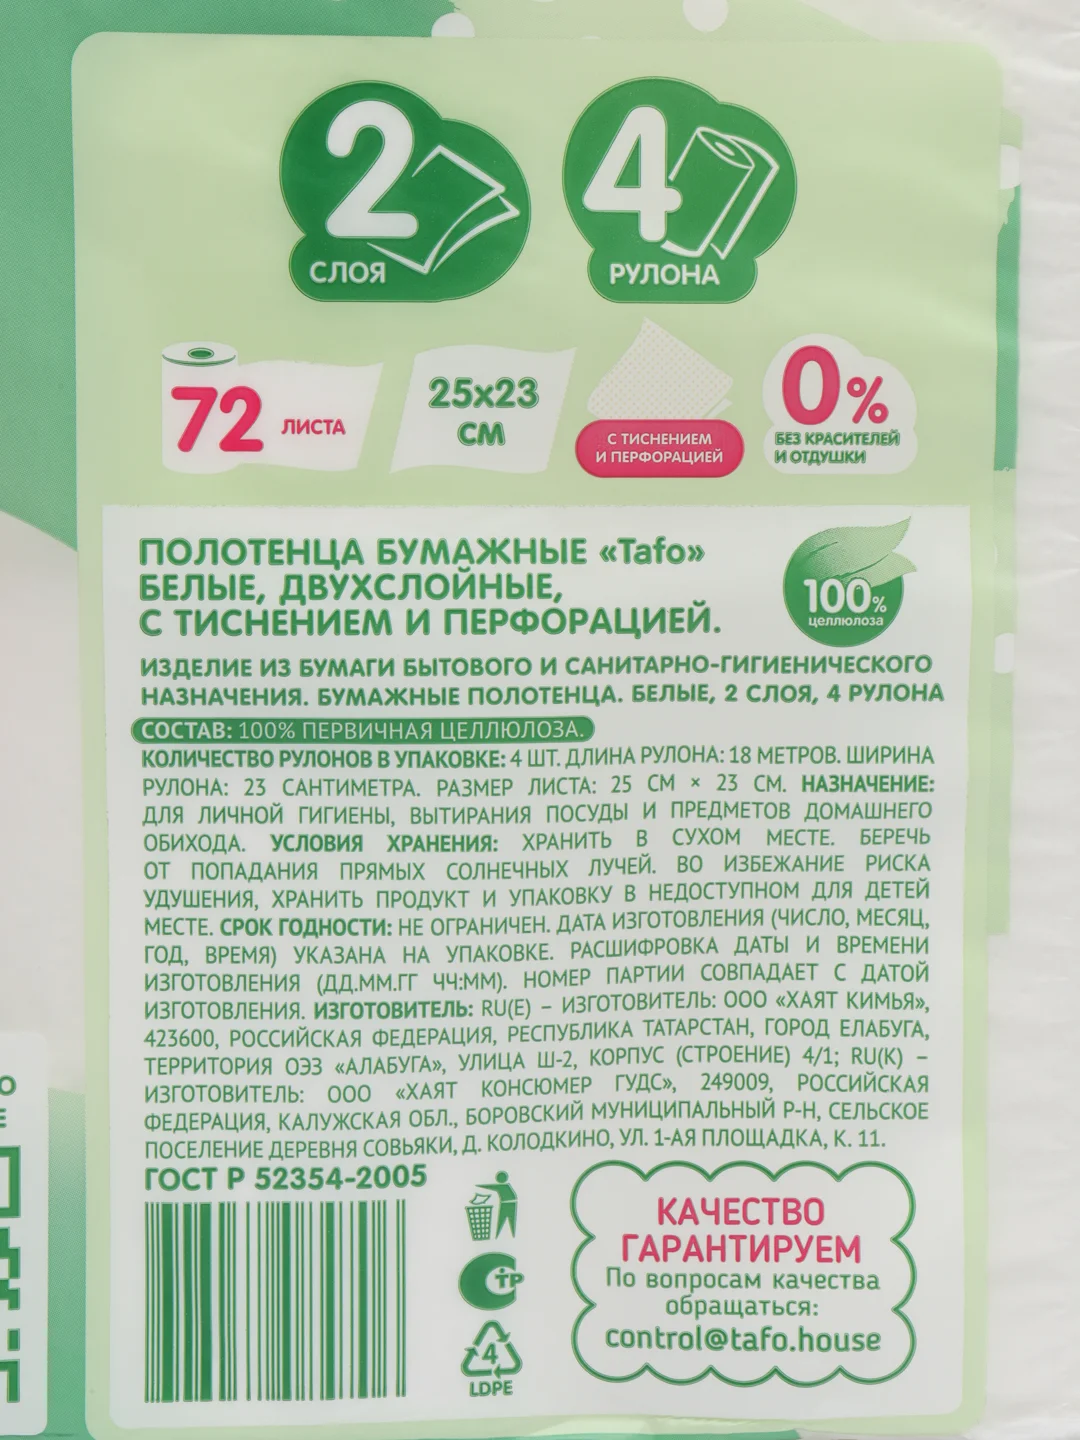 2
СЛОЯ
4
РУЛОНА
72 ЛИСТА
25х23
СМ
С ТИСНЕНИЕМ
И ПЕРФОРАЦИЕЙ
0%
БЕЗ КРАСИТЕЛЕЙ
И ОТДУШКИ
ПОЛОТЕНЦА БУМАЖНЫЕ «Tafo»
БЕЛЫЕ, ДВУХСЛОЙНЫЕ,
С ТИСНЕНИЕМ И ПЕРФОРАЦИЕЙ.
100%
целлюлоза
ИЗДЕЛИЕ ИЗ БУМАГИ БЫТОВОГО И САНИТАРНО-ГИГИЕНИЧЕСКОГО
НАЗНАЧЕНИЯ. БУМАЖНЫЕ ПОЛОТЕНЦА. БЕЛЫЕ, 2 СЛОЯ, 4 РУЛОНА
СОСТАВ: 100% ПЕРВИЧНАЯ ЦЕЛЛЮЛОЗА.
КОЛИЧЕСТВО РУЛОНОВ В УПАКОВКЕ: 4 ШТ. ДЛИНА РУЛОНА: 18 МЕТРОВ. ШИРИНА
РУЛОНА: 23 САНТИМЕТРА. РАЗМЕР ЛИСТА: 25 СМ × 23 СМ. НАЗНАЧЕНИЕ:
ДЛЯ ЛИЧНОЙ ГИГИЕНЫ, ВЫТИРАНИЯ ПОСУДЫ И ПРЕДМЕТОВ ДОМАШНЕГО
ОБИХОДА. УСЛОВИЯ ХРАНЕНИЯ: ХРАНИТЬ В СУХОМ МЕСТЕ. БЕРЕЧЬ
ОТ ПОПАДАНИЯ ПРЯМЫХ СОЛНЕЧНЫХ ЛУЧЕЙ. ВО ИЗБЕЖАНИЕ РИСКА
УДУШЕНИЯ, ХРАНИТЬ ПРОДУКТ И УПАКОВКУ В НЕДОСТУПНОМ ДЛЯ ДЕТЕЙ
МЕСТЕ. СРОК ГОДНОСТИ: НЕ ОГРАНИЧЕН. ДАТА ИЗГОТОВЛЕНИЯ (ЧИСЛО, МЕСЯЦ,
ГОД, ВРЕМЯ) УКАЗАНА НА УПАКОВКЕ. РАСШИФРОВКА ДАТЫ И ВРЕМЕНИ
ИЗГОТОВЛЕНИЯ (ДД.ММ.ГГ ЧЧ:ММ). НОМЕР ПАРТИИ СОВПАДАЕТ С ДАТОЙ
ИЗГОТОВЛЕНИЯ. ИЗГОТОВИТЕЛЬ: RU(E) – ИЗГОТОВИТЕЛЬ: ООО «ХАЯТ КИМЬЯ»,
423600, РОССИЙСКАЯ ФЕДЕРАЦИЯ, РЕСПУБЛИКА ТАТАРСТАН, ГОРОД ЕЛАБУГА,
ТЕРРИТОРИЯ ОЭЗ «АЛАБУГА», УЛИЦА Ш-2, КОРПУС (СТРОЕНИЕ) 4/1; RU(K) –
ИЗГОТОВИТЕЛЬ: ООО «ХАЯТ КОНСЮМЕР ГУДС», 249009, РОССИЙСКАЯ
ФЕДЕРАЦИЯ, КАЛУЖСКАЯ ОБЛ., БОРОВСКИЙ МУНИЦИПАЛЬНЫЙ Р-Н, СЕЛЬСКОЕ
ПОСЕЛЕНИЕ ДЕРЕВНЯ СОВЬЯКИ, Д. КОЛОДКИНО, УЛ. 1-АЯ ПЛОЩАДКА, К. 11.
ГОСТ Р 52354-2005
СТР
4
LDPE
КАЧЕСТВО
ГАРАНТИРУЕМ
По вопросам качества
обращаться:
control@tafo.house